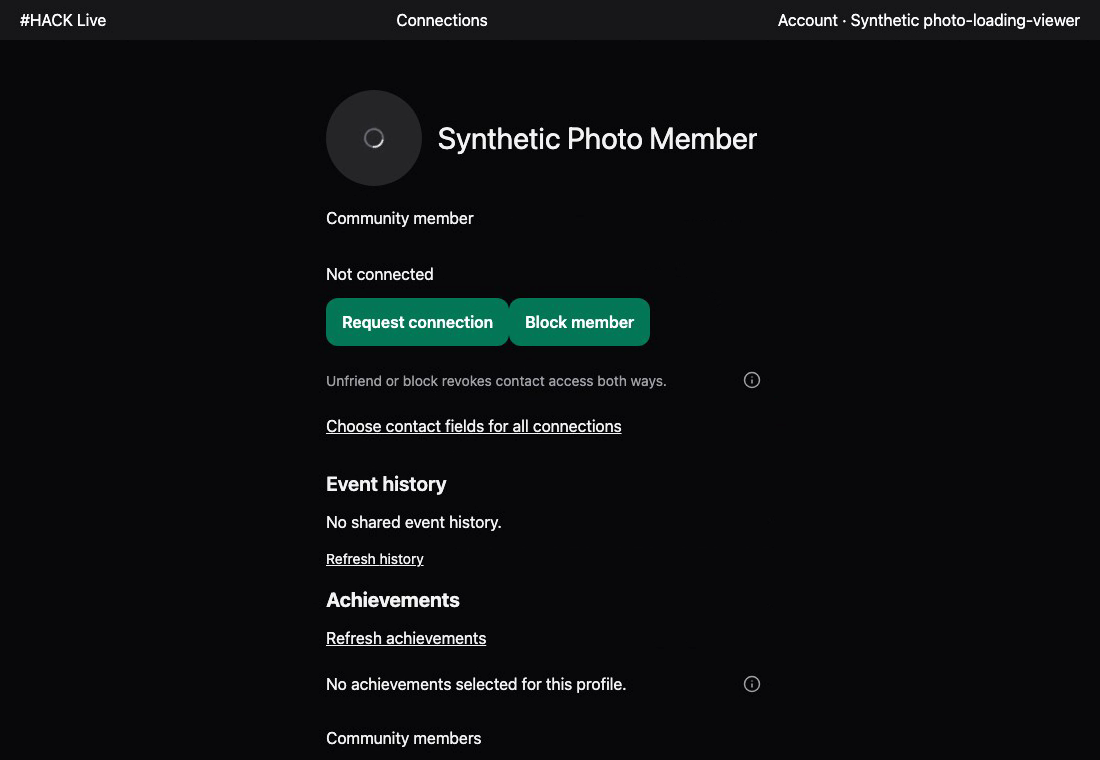 #HACK Live
Connections
Account · Synthetic photo-loading-viewer
Synthetic Photo Member
Community member
Not connected
Request connection
Block member
Unfriend or block revokes contact access both ways.
Choose contact fields for all connections
Event history
No shared event history.
Refresh history
Achievements
Refresh achievements
No achievements selected for this profile.
Community members